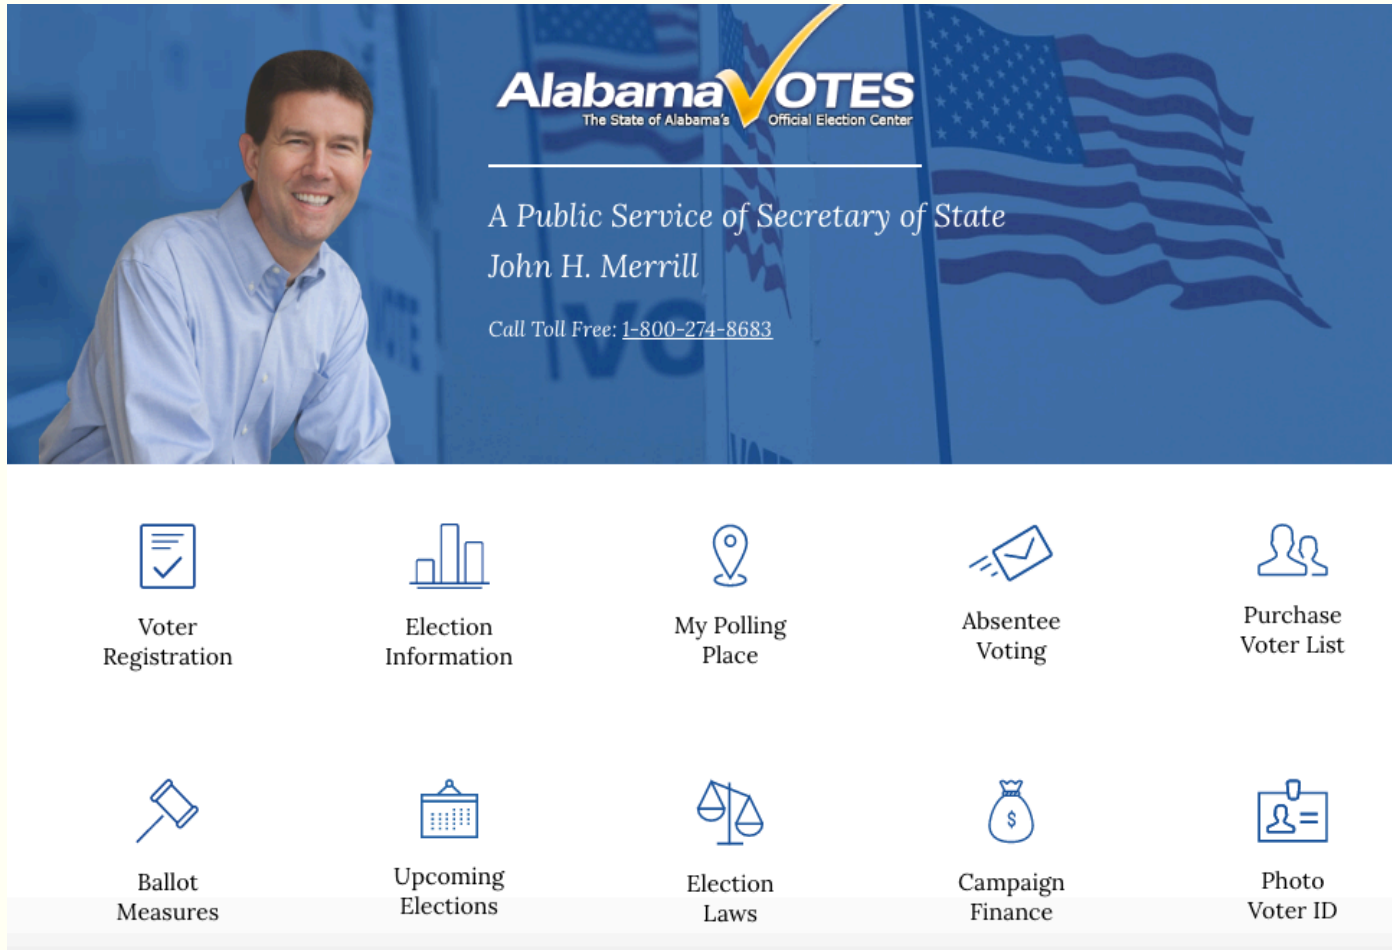 AlabamaVOTES
The State of Alabama's Official Election Center
A Public Service of Secretary of State
John H. Merrill
Call Toll Free: 1-800-274-8683
VOTE
Voter
Registration
Election
Information
My Polling
Place
Absentee
Voting
Purchase
Voter List
Ballot
Measures
Upcoming
Elections
Election
Laws
Campaign
Finance
Photo
Voter ID